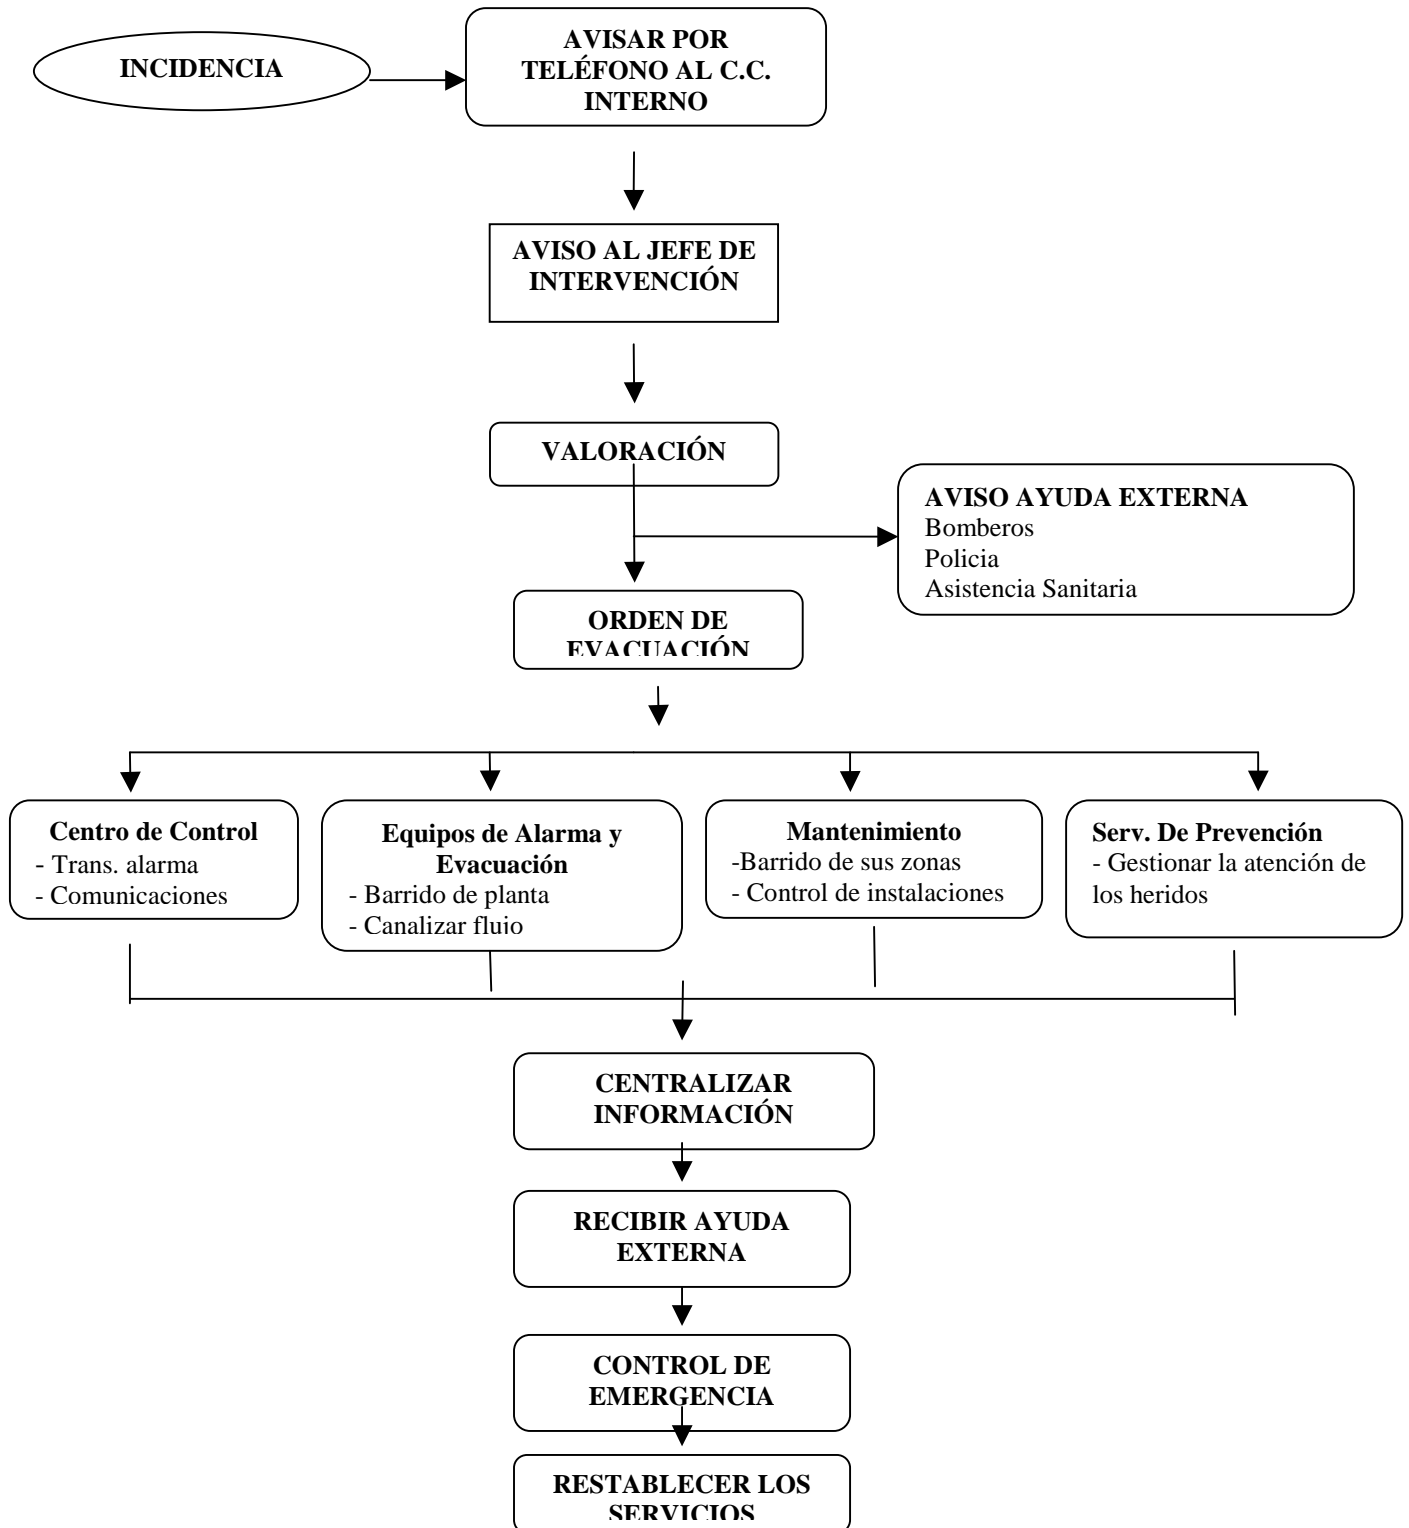 INCIDENCIA
AVISAR POR
TELÉFONO AL C.C.
INTERNO
AVISO AL JEFE DE
INTERVENCIÓN
VALORACIÓN
AVISO AYUDA EXTERNA
Bomberos
Policia
Asistencia Sanitaria
ORDEN DE
EVACUACIÓN
Centro de Control
- Trans. alarma
- Comunicaciones
Equipos de Alarma y
Evacuación
- Barrido de planta
- Canalizar flujo
Mantenimiento
-Barrido de sus zonas
- Control de instalaciones
Serv. De Prevención
- Gestionar la atención de
los heridos
CENTRALIZAR
INFORMACIÓN
RECIBIR AYUDA
EXTERNA
CONTROL DE
EMERGENCIA
RESTABLECER LOS
SERVICIOS